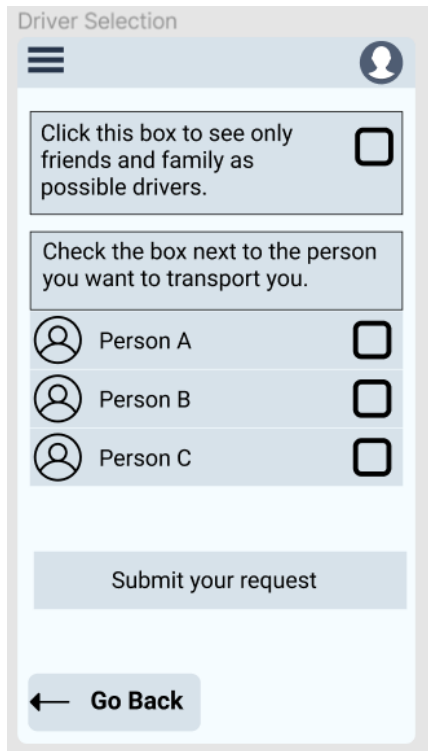 Driver Selection
Click this box to see only
friends and family as
possible drivers.
Check the box next to the person
you want to transport you.
Person A
Person B
Person C
Submit your request
Go Back